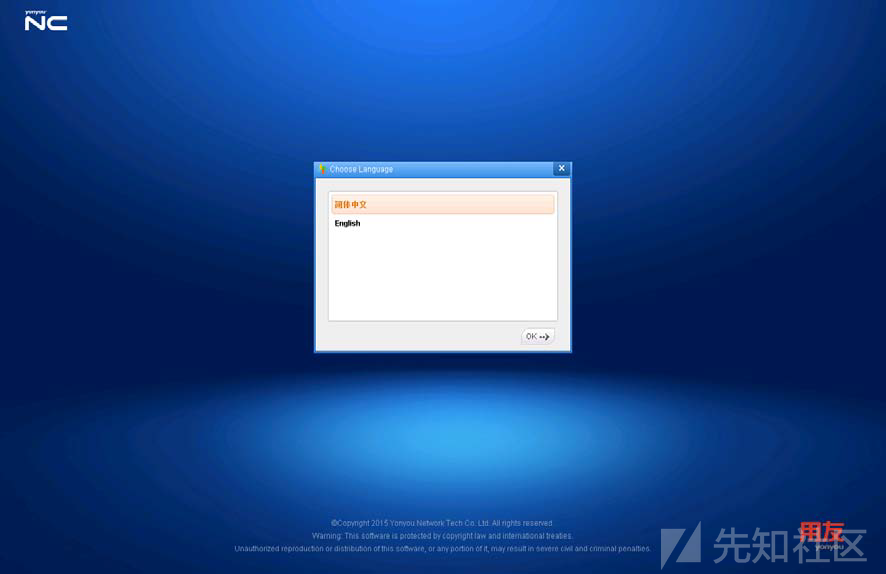 yonyou
NC
Choose Language
简体中文
English
OK
©Copyright 2015 Yonyou Network Tech Co. Ltd. All rights reserved.
Warning: This software is protected by copyright law and international treaties.
Unauthorized reproduction or distribution of this software, or any portion of it, may result in severe civil and criminal penalties.
用友
yonyou
先知社区